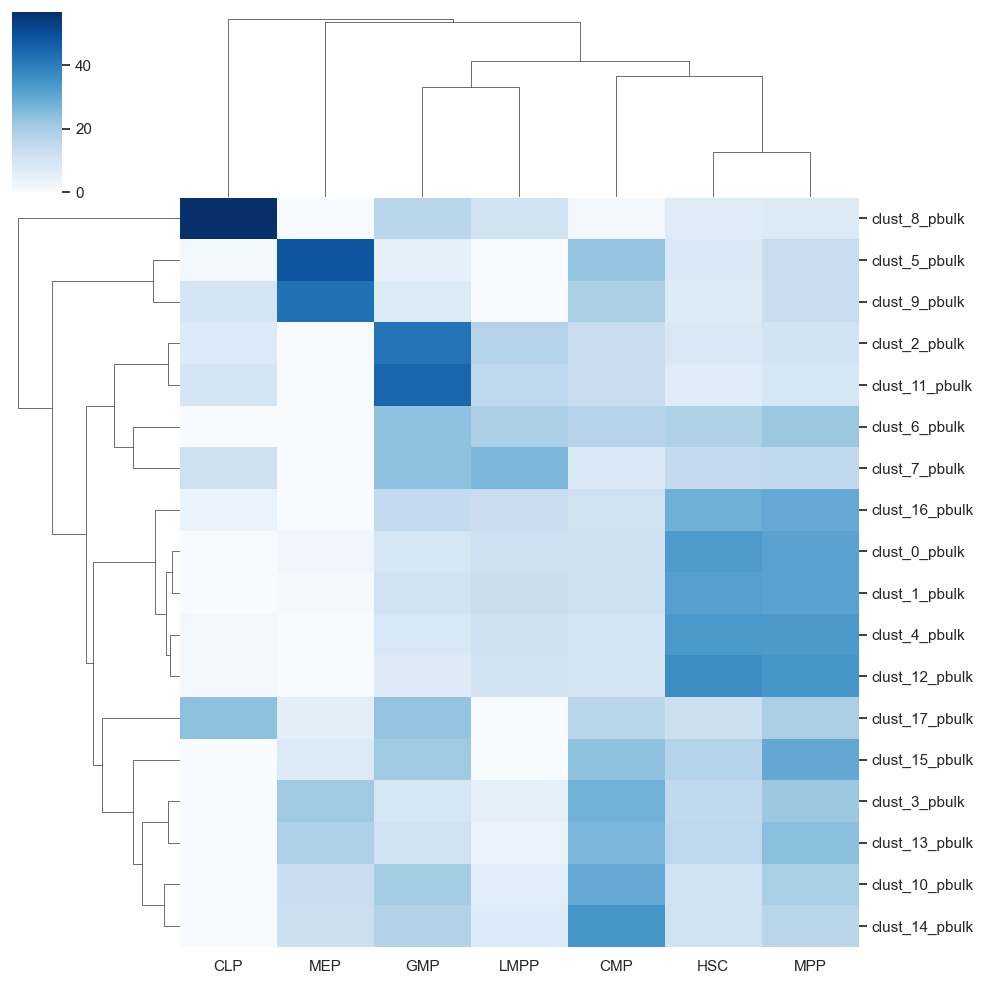 40
20
0
clust_8_pbulk
clust_5_pbulk
clust_9_pbulk
clust_2_pbulk
clust_11_pbulk
clust_6_pbulk
clust_7_pbulk
clust_16_pbulk
clust_0_pbulk
clust_1_pbulk
clust_4_pbulk
clust_12_pbulk
clust_17_pbulk
clust_15_pbulk
clust_3_pbulk
clust_13_pbulk
clust_10_pbulk
clust_14_pbulk
CLP MEP GMP LMPP CMP HSC MPP